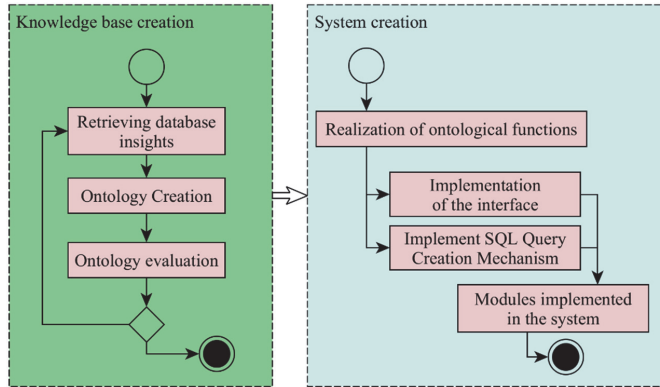 Knowledge base creation
Retrieving database
insights
Ontology Creation
Ontology evaluation
System creation
Realization of ontological functions
Implementation
of the interface
Implement SQL Query
Creation Mechanism
Modules implemented
in the system